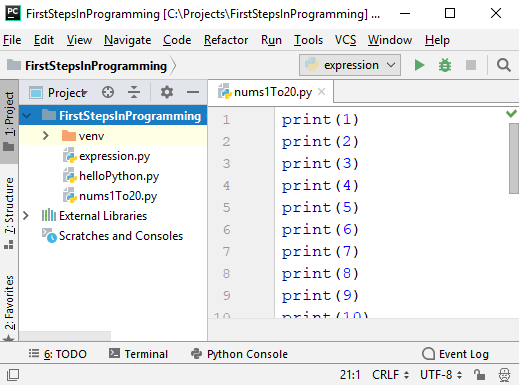 PC FirstStepsInProgramming [C:\Projects\FirstStepsInProgramming] ...
File Edit View Navigate Code Refactor Run Tools VCS Window Help
FirstStepsInProgramming expression
1: Project
7: Structure
2: Favorites
Project
FirstStepsInProgramming
venv
expression.py
helloPython.py
nums1To20.py
External Libraries
Scratches and Consoles
nums1To20.py
1 print(1)
2 print(2)
3 print(3)
4 print(4)
5 print(5)
6 print(6)
7 print(7)
8 print(8)
9 print(9)
10 print(10)
6: TODO Terminal Python Console Event Log
21:1 CRLF UTF-8